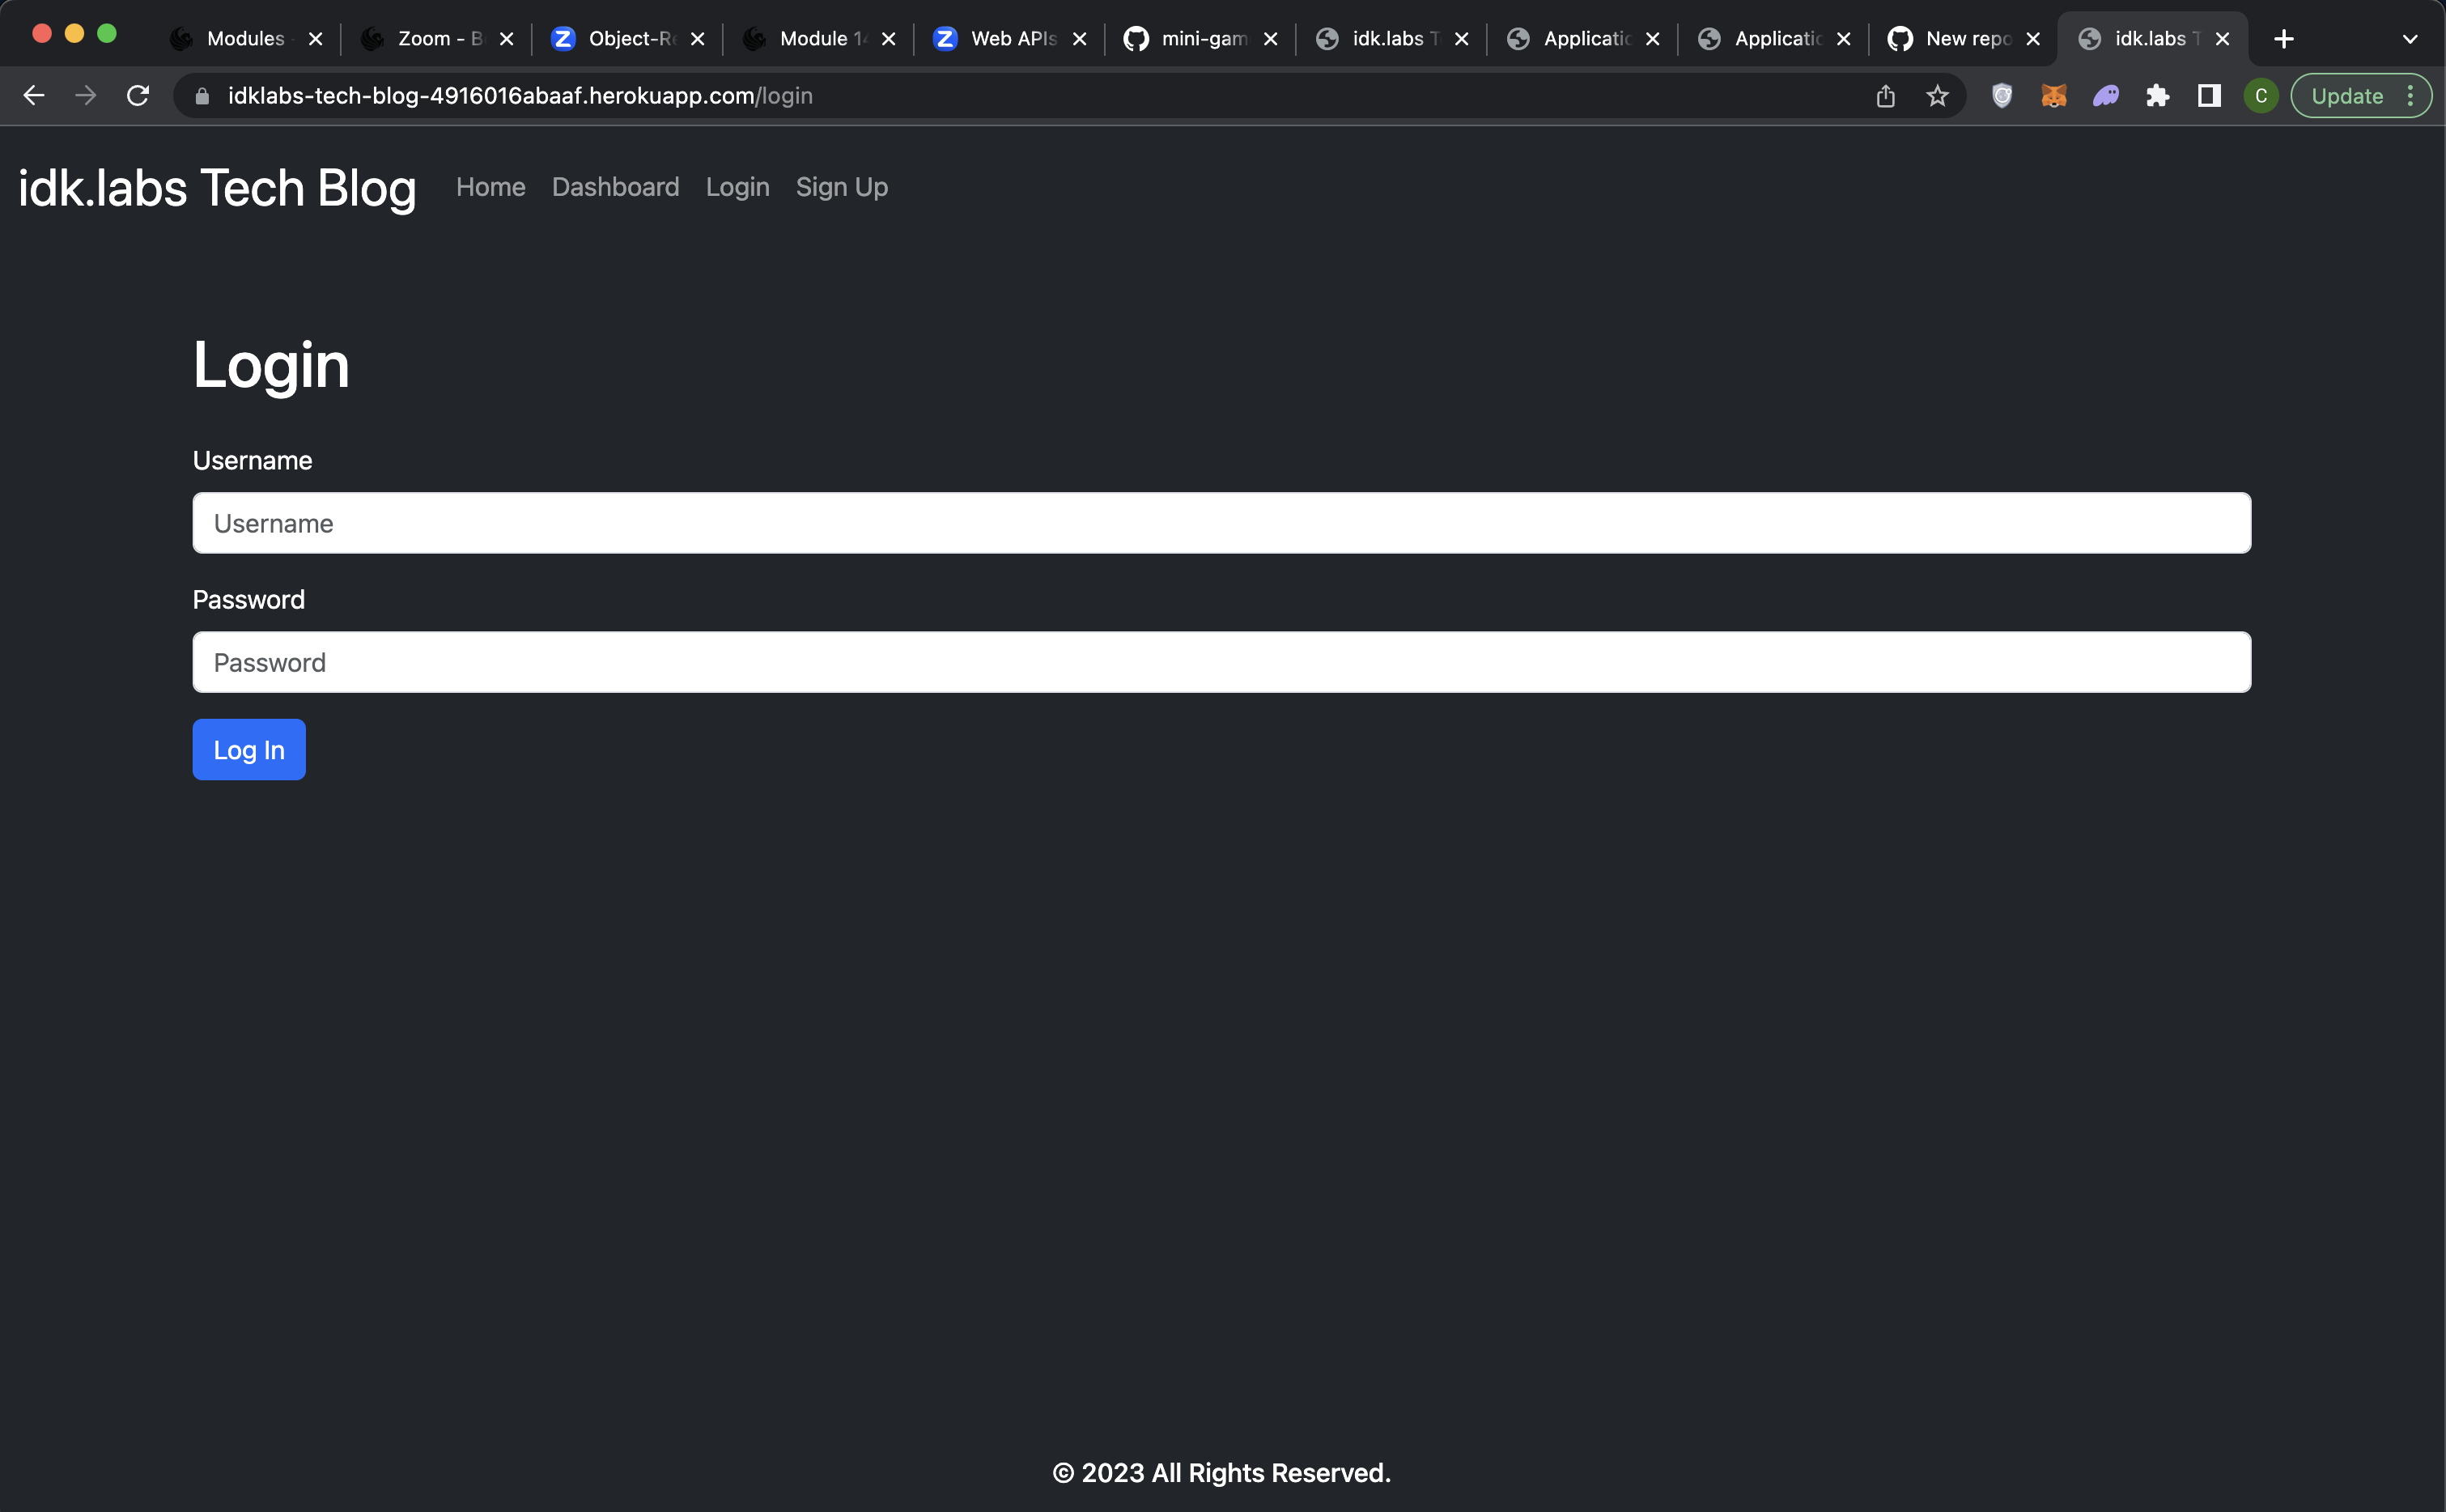 Modules
Zoom - B
Object-Re
Module 14
Web APIs
mini-gam
idk.labs T
Applicatic
Applicatic
New repo
idk.labs T
idklabs-tech-blog-4916016abaaf.herokuapp.com/login
C
Update
idk.labs Tech Blog Home Dashboard Login Sign Up
Login
Username
Username
Password
Password
Log In
© 2023 All Rights Reserved.